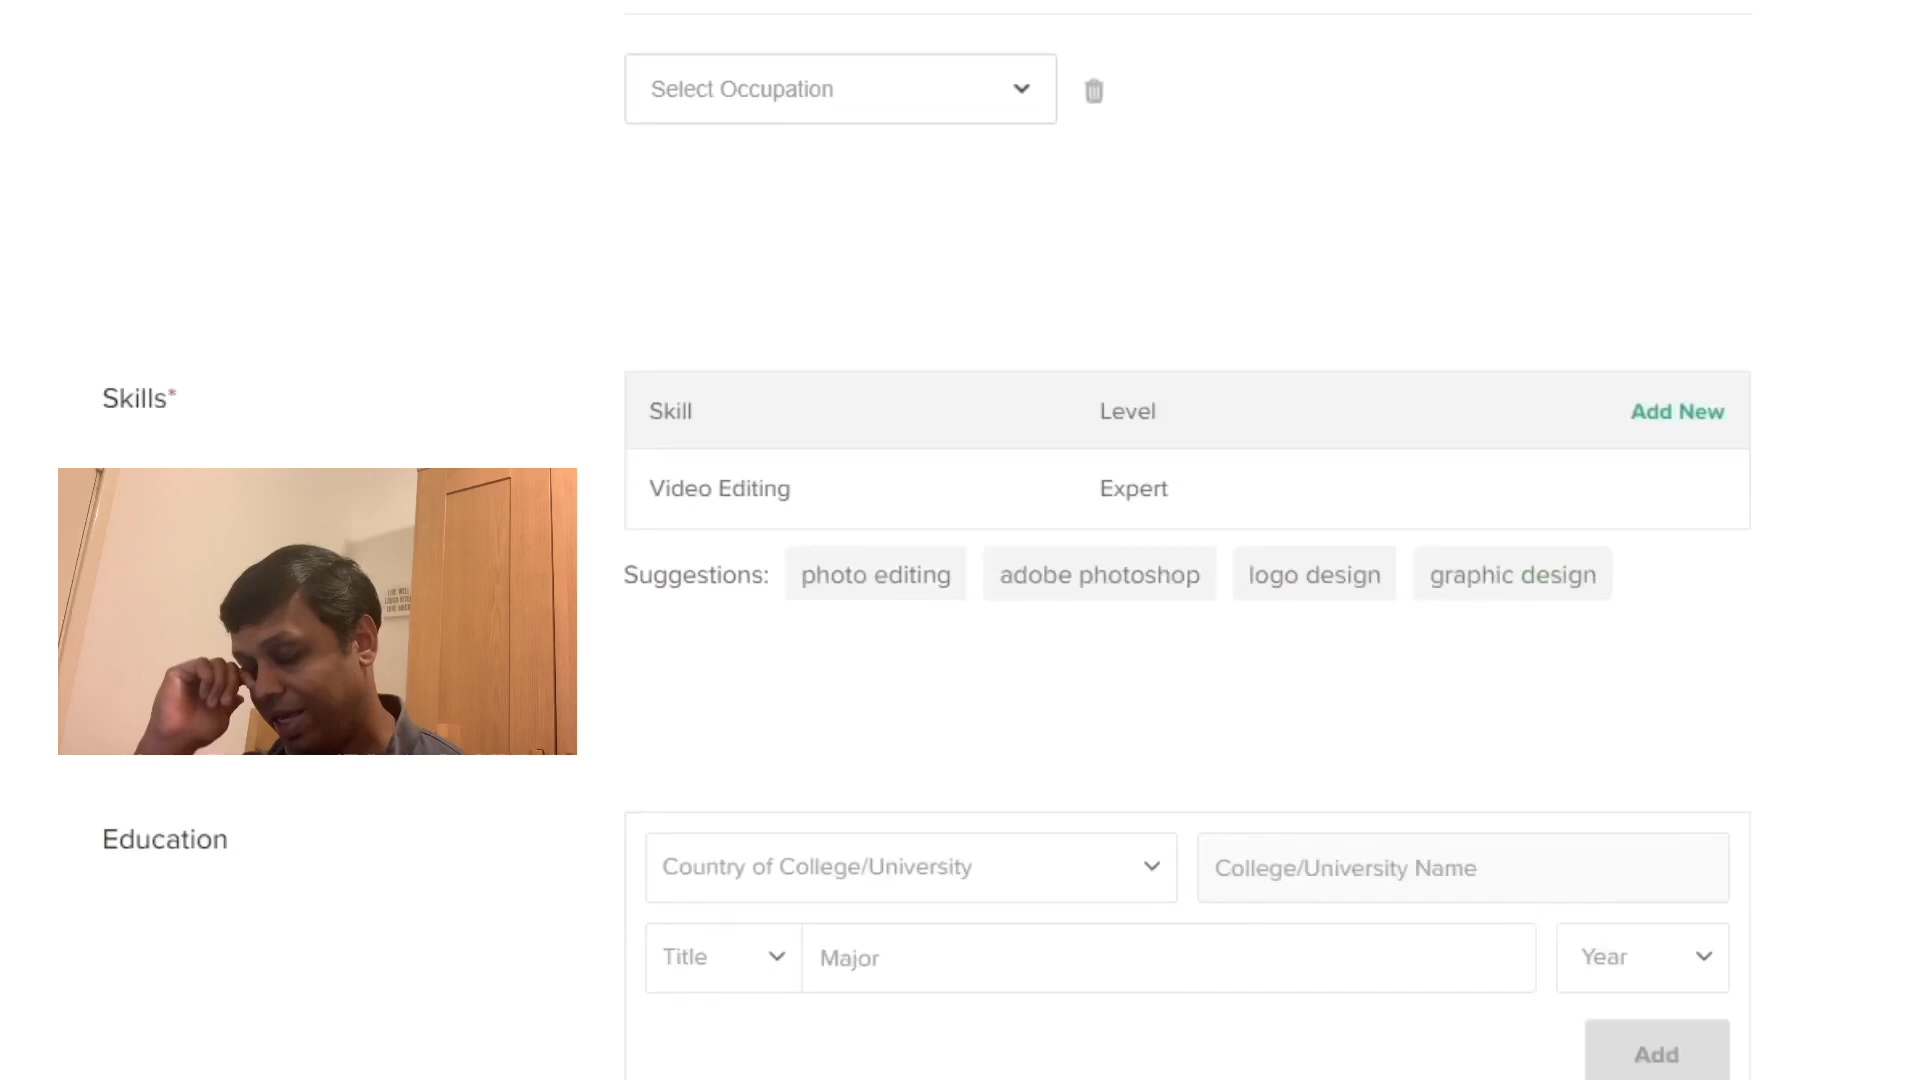 Select Occupation
Skills*
Skill Level Add New
Video Editing Expert
Suggestions: photo editing adobe photoshop logo design graphic design
Education
Country of College/University College/University Name
Title Major Year
Add